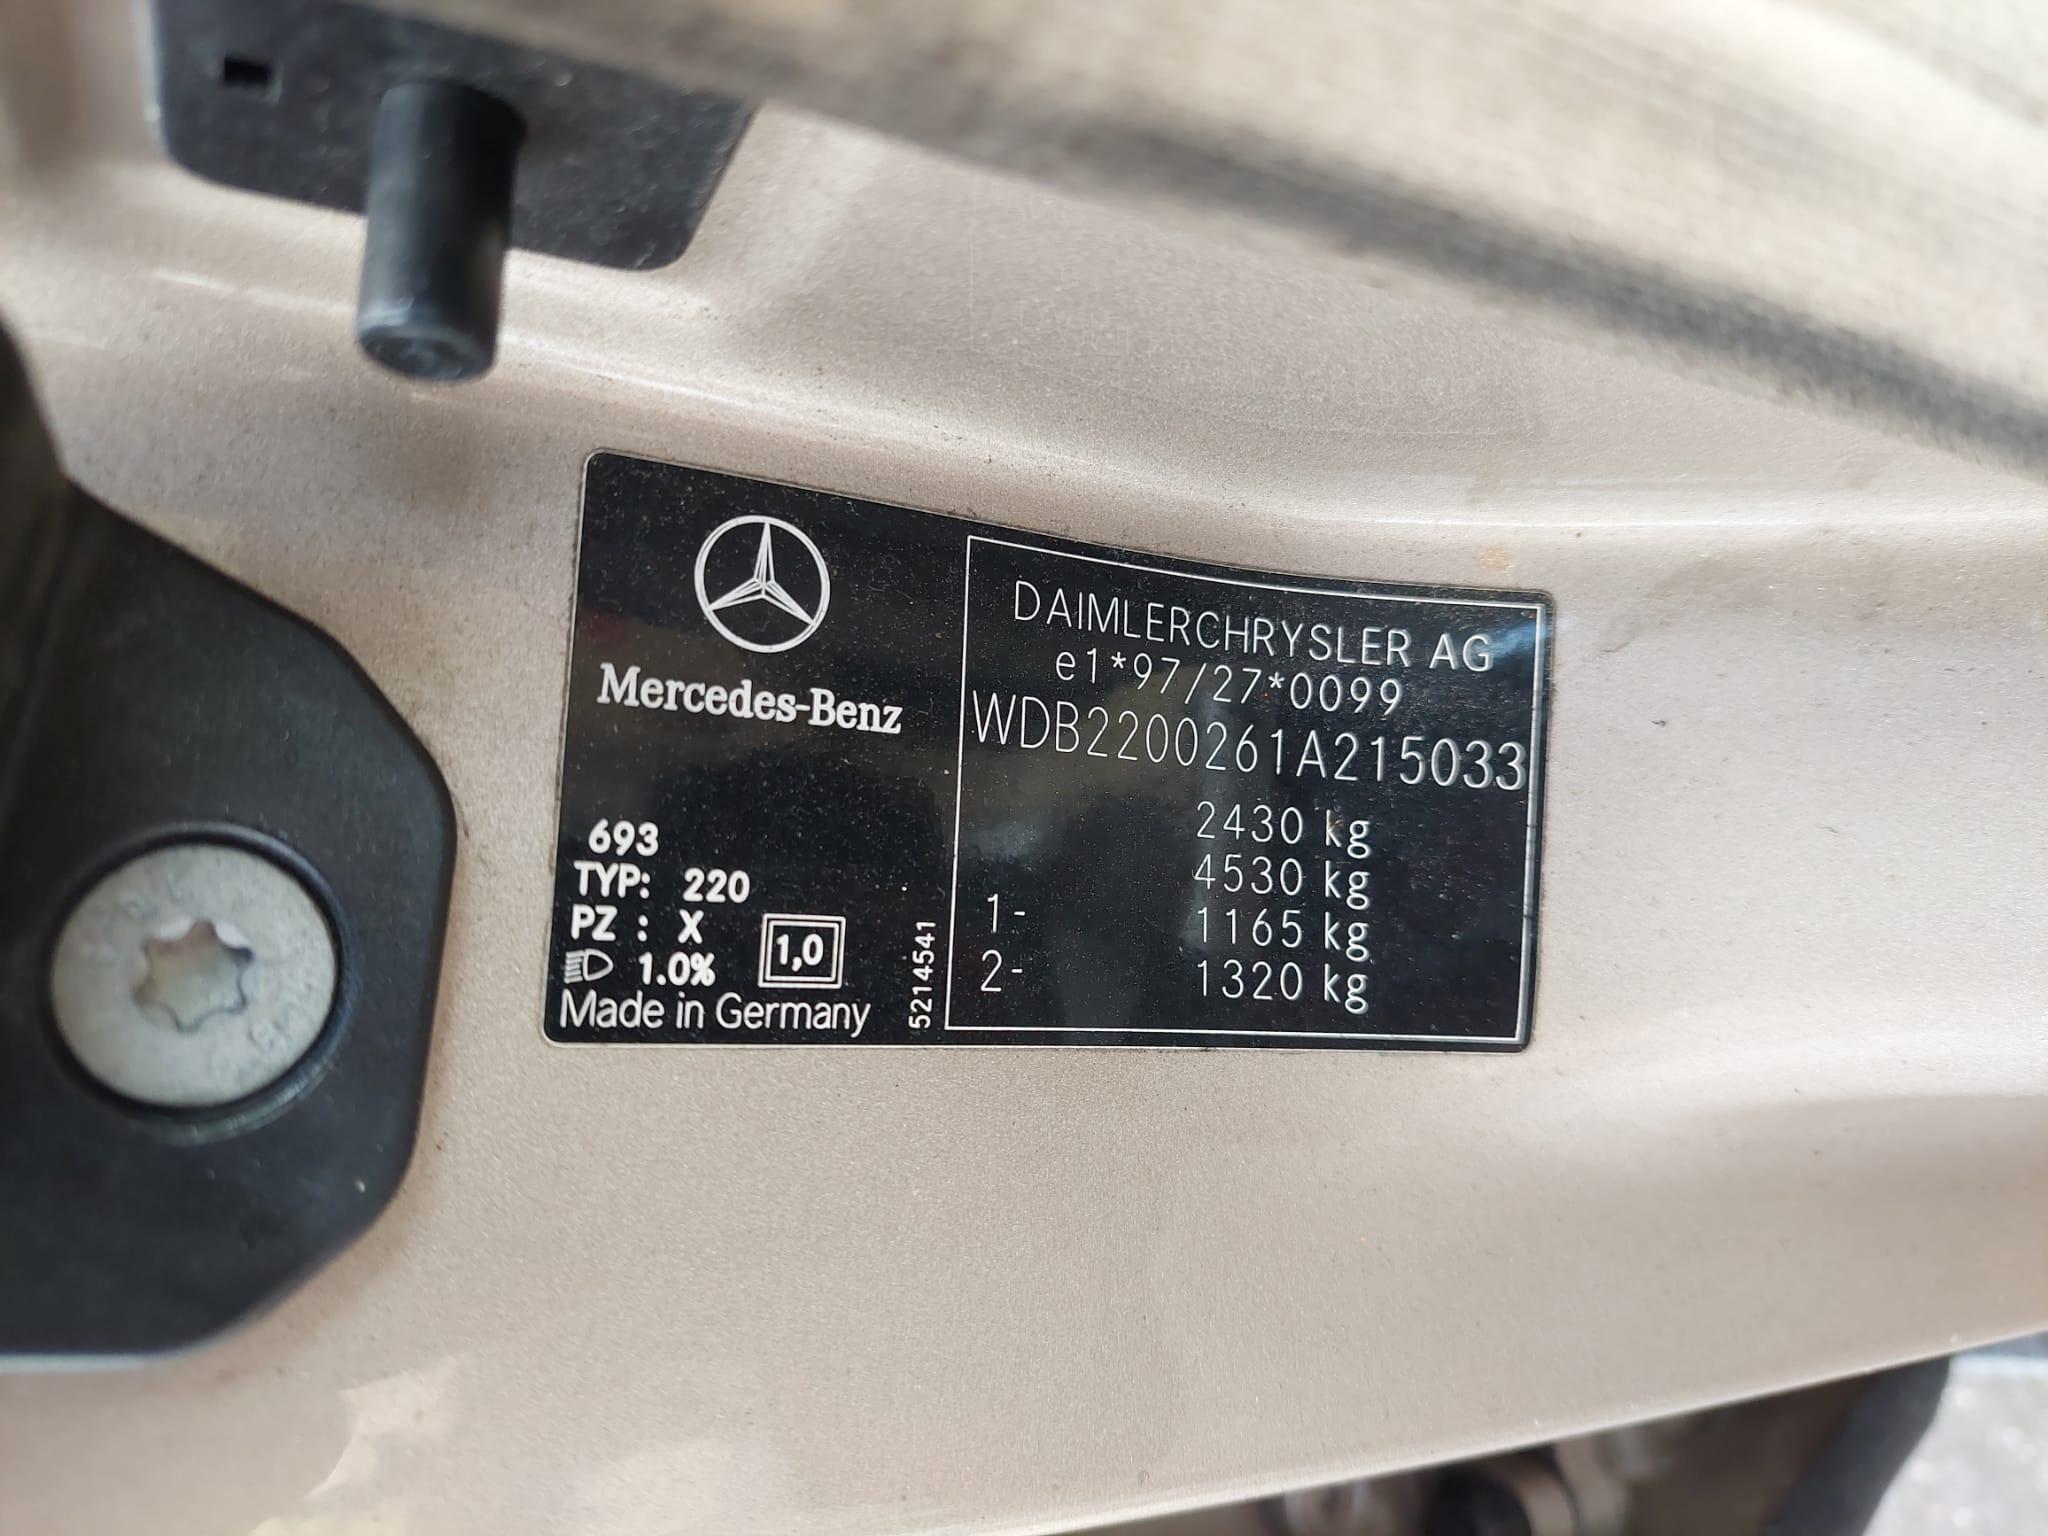 Mercedes-Benz
693
TYP: 220
PZ : X
1.0%
1,0
Made in Germany
5214541
DAIMLERCHRYSLER AG
e1*97/27*0099
WDB2200261A215033
2430 kg
4530 kg
1- 1165 kg
2- 1320 kg